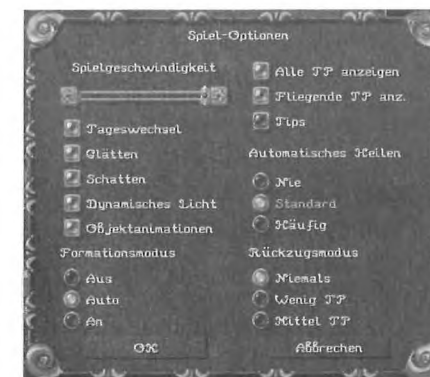 Spiel-Optionen
Spielgeschwindigkeit
Tageswechsel
Glätten
Schatten
Dynamisches Licht
Objektanimationen
Formationsmodus
Aus
Auto
An
OK
Alle TP anzeigen
Fliegende TP anz.
Tips
Automatisches Heilen
Nie
Standard
Häufig
Rückzugsmodus
Niemals
Wenig TP
Mittel TP
Abbrechen